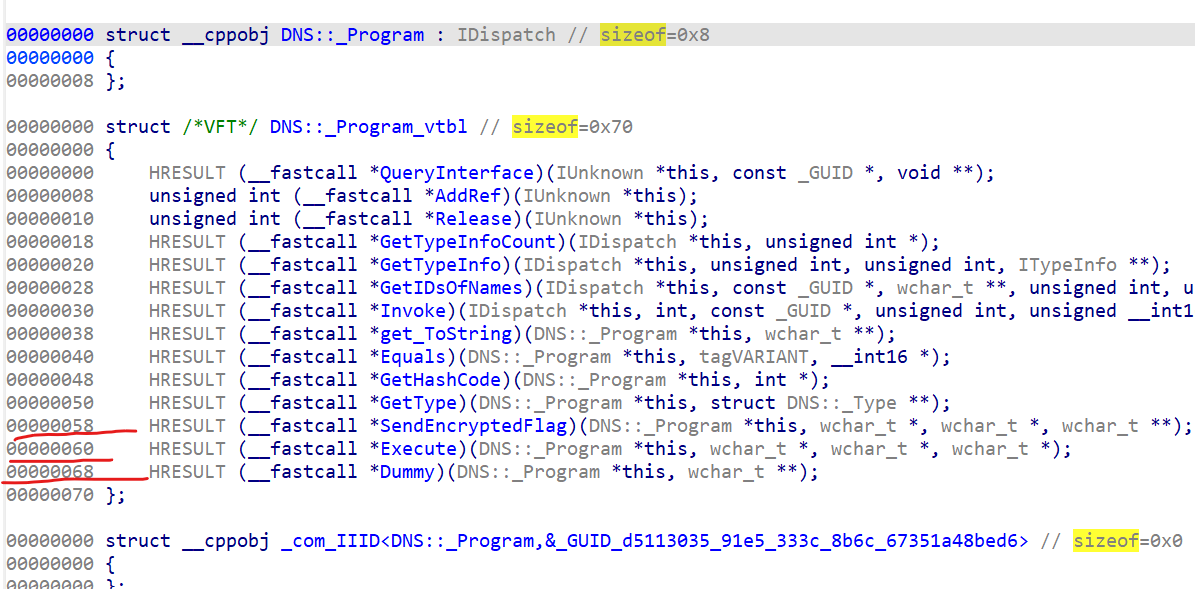 00000000 struct __cppobj DNS::_Program : IDispatch // sizeof=0x8
00000000 {
00000008 };
00000000 struct /*VFT*/ DNS::_Program_vtbl // sizeof=0x70
00000000 {
00000000 HRESULT (__fastcall *QueryInterface)(IUnknown *this, const _GUID *, void **);
00000008 unsigned int (__fastcall *AddRef)(IUnknown *this);
00000010 unsigned int (__fastcall *Release)(IUnknown *this);
00000018 HRESULT (__fastcall *GetTypeInfoCount)(IDispatch *this, unsigned int *);
00000020 HRESULT (__fastcall *GetTypeInfo)(IDispatch *this, unsigned int, unsigned int, ITypeInfo **);
00000028 HRESULT (__fastcall *GetIDsOfNames)(IDispatch *this, const _GUID *, wchar_t **, unsigned int, u
00000030 HRESULT (__fastcall *Invoke)(IDispatch *this, int, const _GUID *, unsigned int, unsigned __int1
00000038 HRESULT (__fastcall *get_ToString)(DNS::_Program *this, wchar_t **);
00000040 HRESULT (__fastcall *Equals)(DNS::_Program *this, tagVARIANT, __int16 *);
00000048 HRESULT (__fastcall *GetHashCode)(DNS::_Program *this, int *);
00000050 HRESULT (__fastcall *GetType)(DNS::_Program *this, struct DNS::_Type **);
00000058 HRESULT (__fastcall *SendEncryptedFlag)(DNS::_Program *this, wchar_t *, wchar_t *, wchar_t **);
00000060 HRESULT (__fastcall *Execute)(DNS::_Program *this, wchar_t *, wchar_t *, wchar_t *);
00000068 HRESULT (__fastcall *Dummy)(DNS::_Program *this, wchar_t **);
00000070 };
00000000 struct __cppobj _com_IIID<DNS::_Program,&_GUID_d5113035_91e5_333c_8b6c_67351a48bed6> // sizeof=0x0
00000000 {
00000000 };